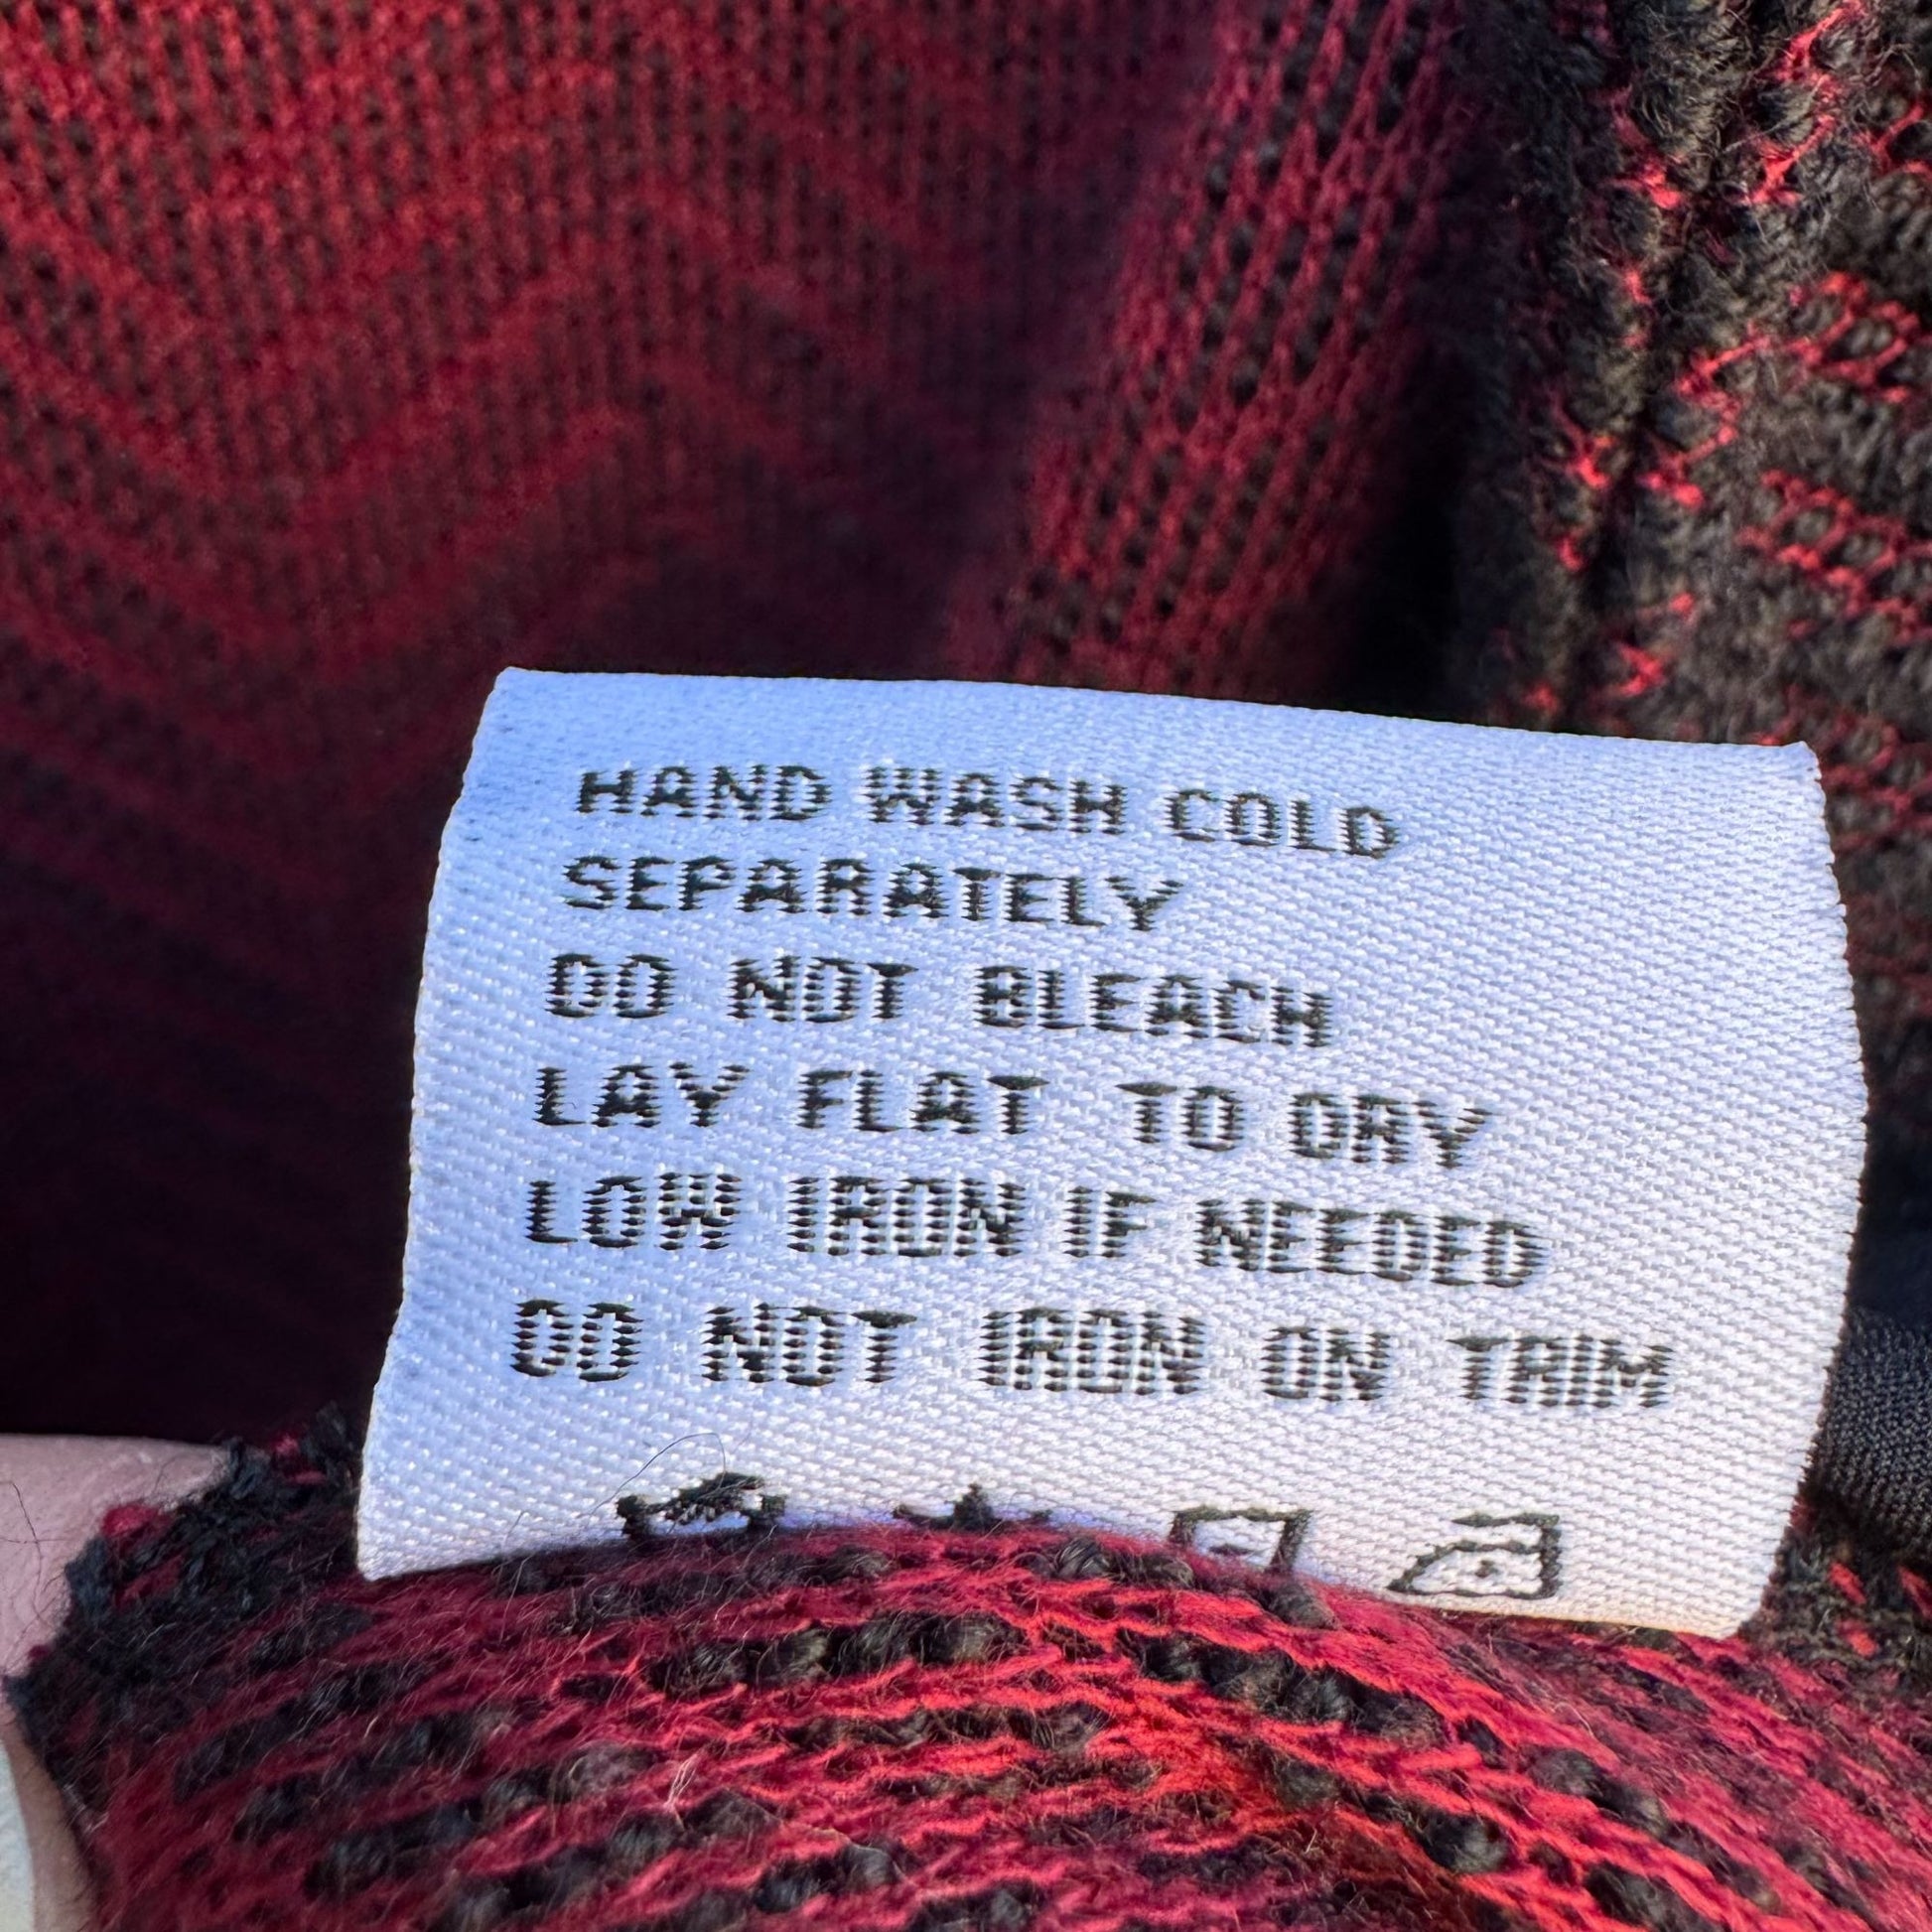 HAND WASH COLD
SEPARATELY
DO NOT BLEACH
LAY FLAT TO DRY
LOW IRON IF NEEDED
DO NOT IRON ON TRIM